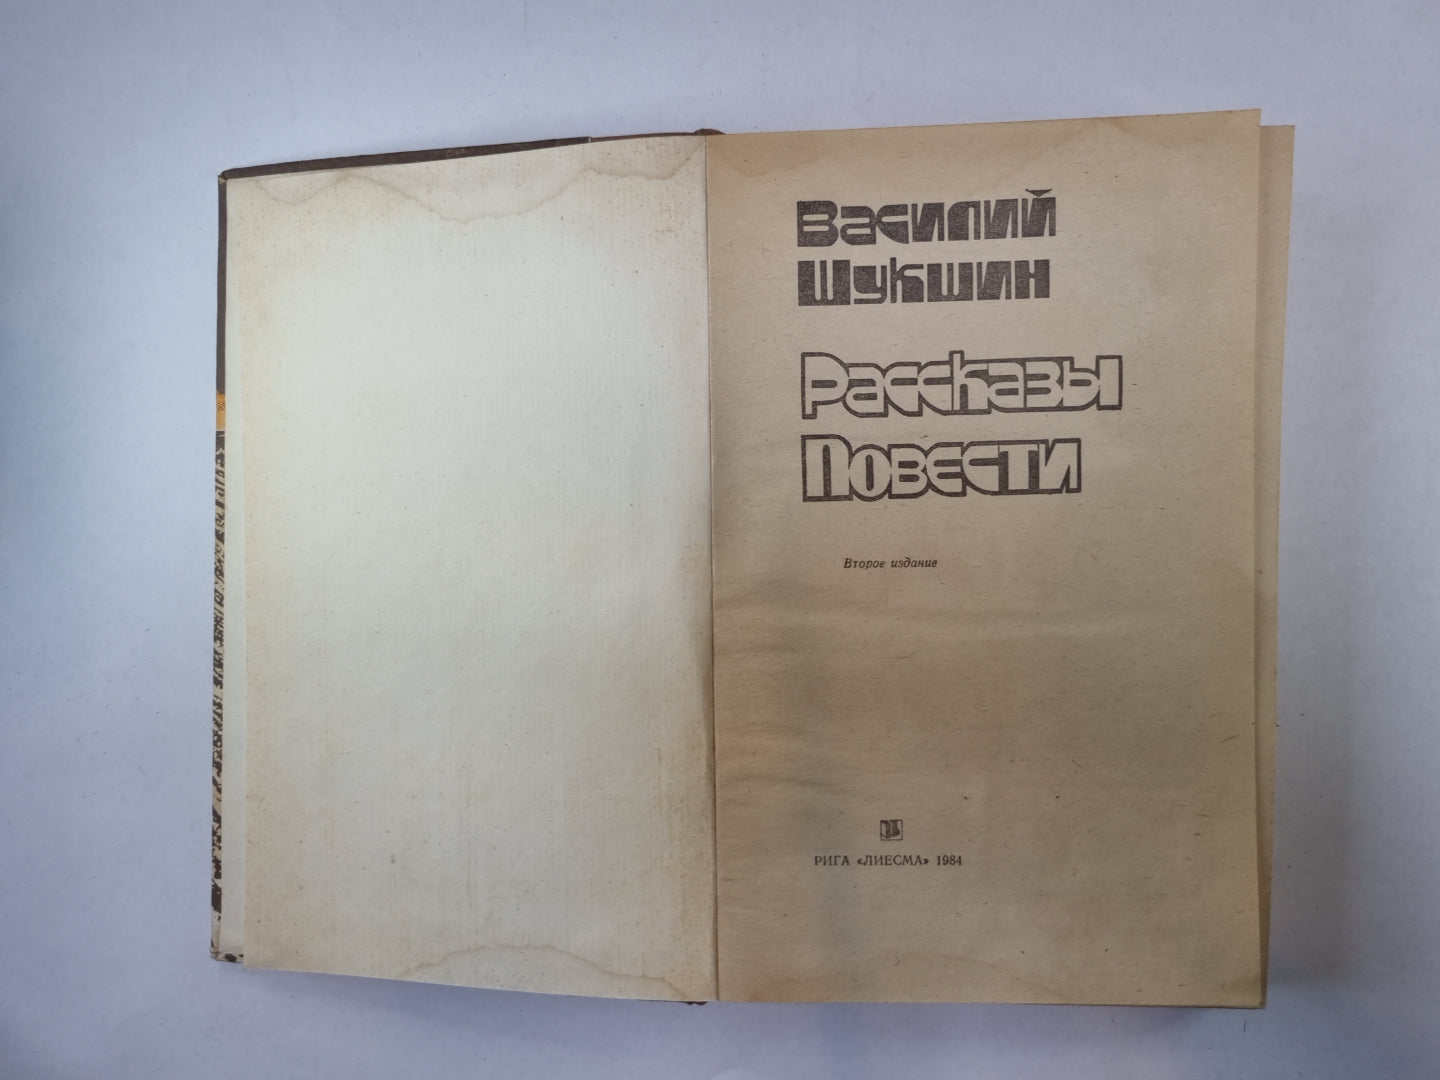 Василий
Шукшин
Рассказы
Повести
Второе издание
РИГА «ЛИЕСМА» 1984